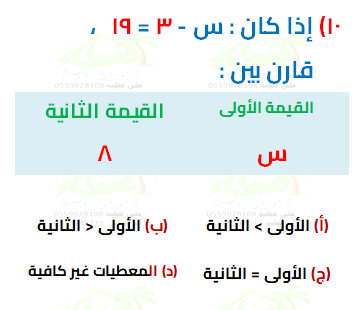 ١٠) إذا كان : س - ٣ = ١٩ ،
قارن بين :
القيمة الأولى القيمة الثانية
س ٨
(أ) الأولى > الثانية (ب) الأولى < الثانية
(ج) الأولى = الثانية (د) المعطيات غير كافية